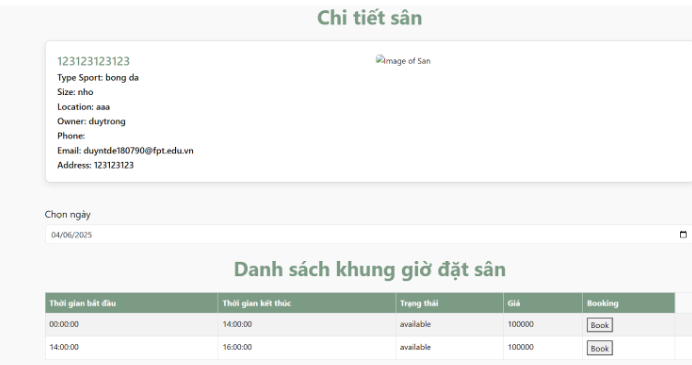 Chi tiết sân
123123123123
Image of San
Type Sport: bong da
Size: nho
Location: aaa
Owner: duytrong
Phone:
Email: duyntde180790@fpt.edu.vn
Address: 123123123
Chọn ngày
04/06/2025
Danh sách khung giờ đặt sân
Thời gian bắt đầu Thời gian kết thúc Trạng thái Giá Booking
00:00:00 14:00:00 available 100000 Book
14:00:00 16:00:00 available 100000 Book